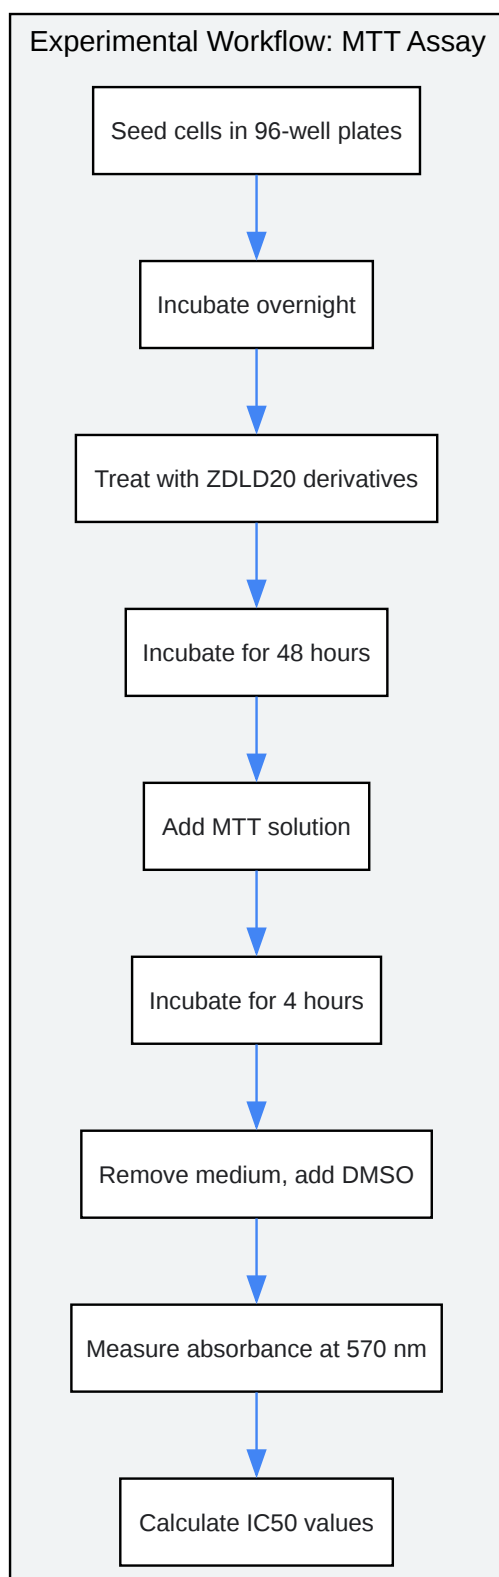 Experimental Workflow: MTT Assay
Seed cells in 96-well plates
Incubate overnight
Treat with ZDLD20 derivatives
Incubate for 48 hours
Add MTT solution
Incubate for 4 hours
Remove medium, add DMSO
Measure absorbance at 570 nm
Calculate IC50 values